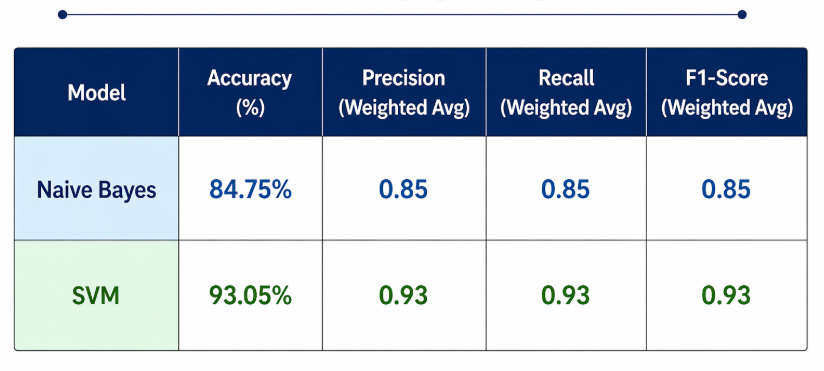 Model Accuracy (%) Precision (Weighted Avg) Recall (Weighted Avg) F1-Score (Weighted Avg)
Naive Bayes 84.75% 0.85 0.85 0.85
SVM 93.05% 0.93 0.93 0.93